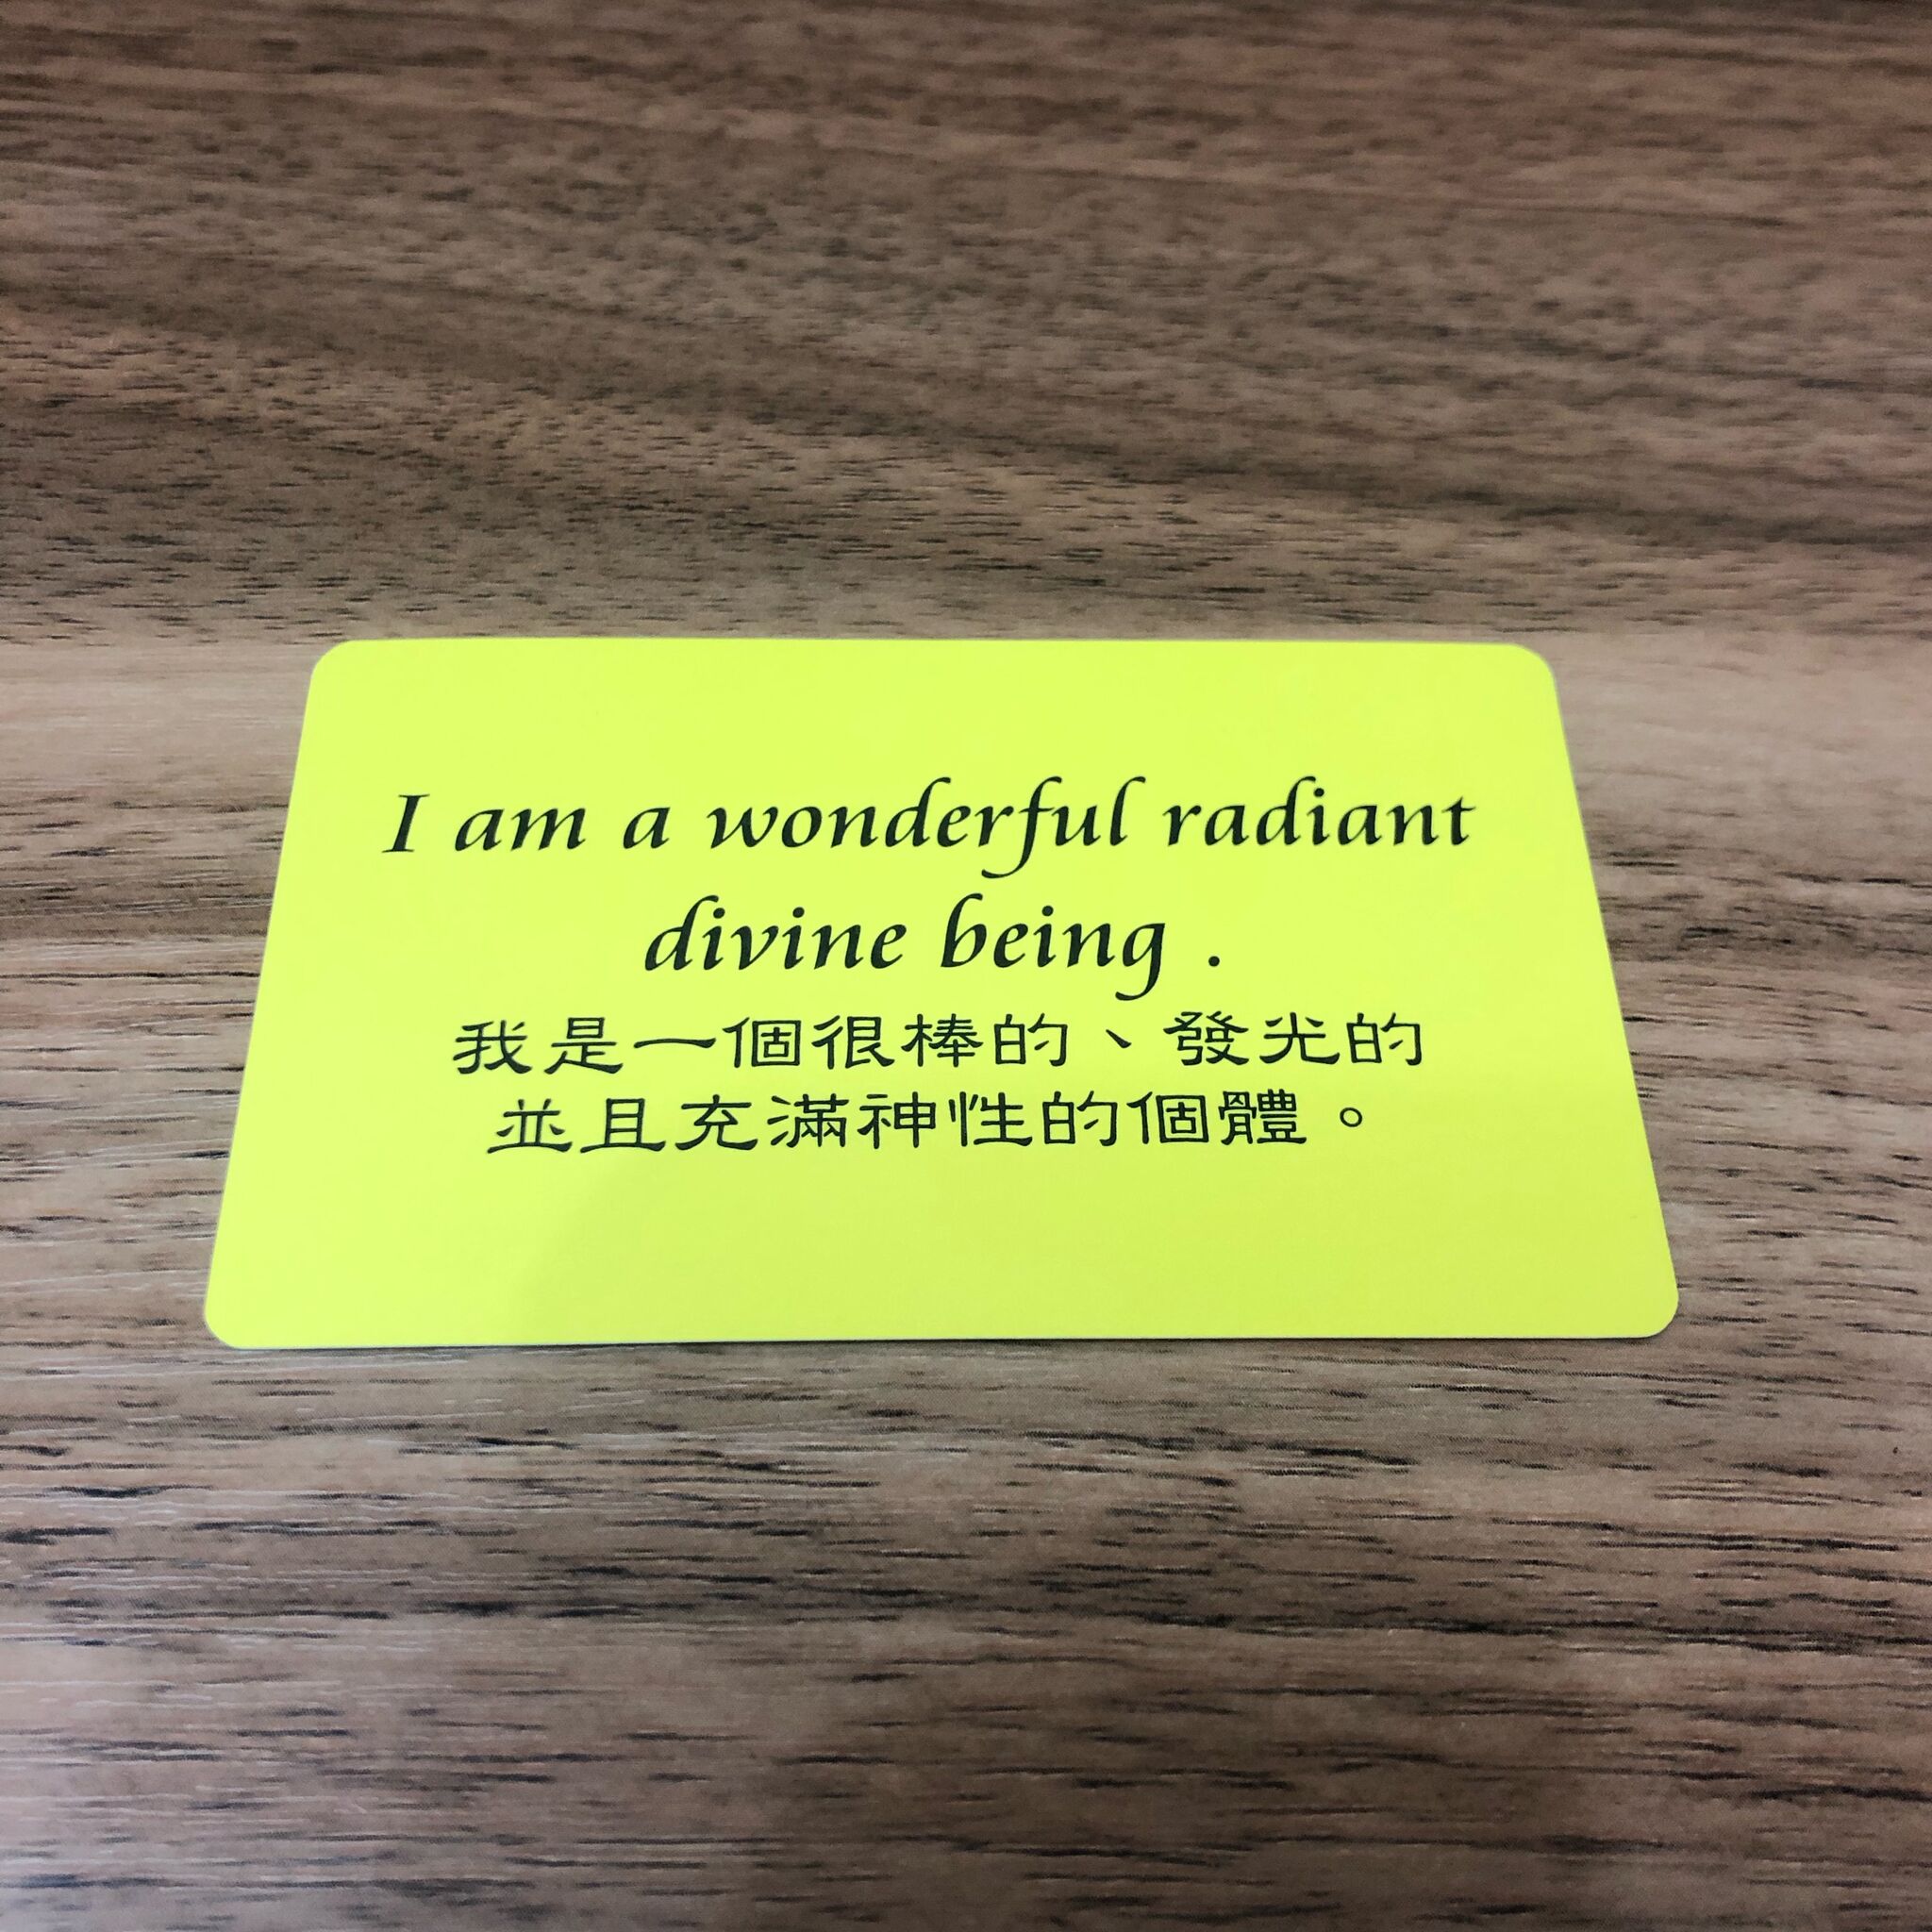 I am a wonderful radiant
divine being .
我是一個很棒的、發光的
並且充滿神性的個體。